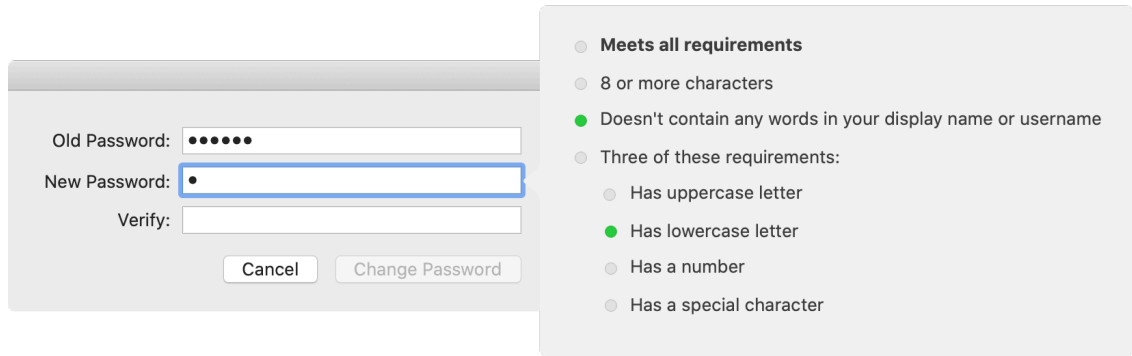 Old Password: ••••••
New Password: •
Verify:
Cancel
Change Password
Meets all requirements
8 or more characters
Doesn't contain any words in your display name or username
Three of these requirements:
Has uppercase letter
Has lowercase letter
Has a number
Has a special character